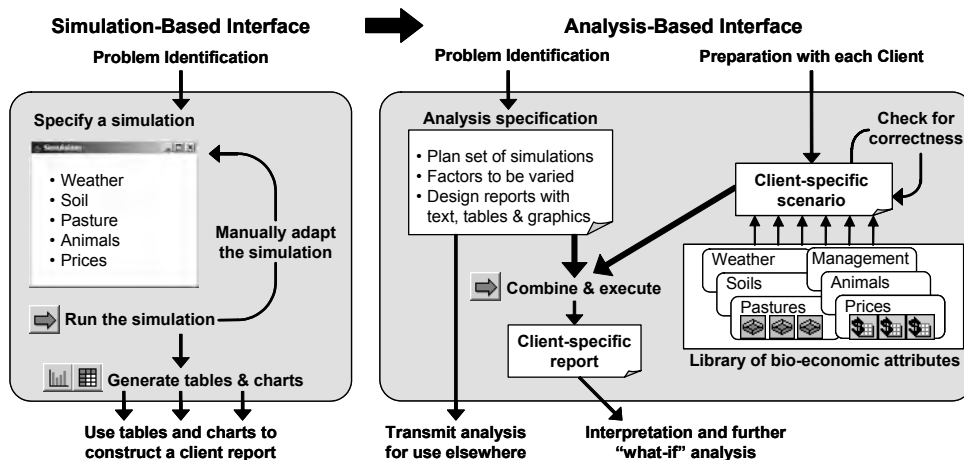 Simulation-Based Interface
Analysis-Based Interface
Problem Identification
Specify a simulation
Simulation
• Weather
• Soil
• Pasture
• Animals
• Prices
Manually adapt
the simulation
Run the simulation
Generate tables & charts
Use tables and charts to
construct a client report
Problem Identification
Preparation with each Client
Analysis specification
• Plan set of simulations
• Factors to be varied
• Design reports with
text, tables & graphics
Check for
correctness
Client-specific
scenario
Combine & execute
Client-specific
report
Weather
Management
Soils
Animals
Pastures
Prices
$ $ $
Library of bio-economic attributes
Transmit analysis
for use elsewhere
Interpretation and further
“what-if” analysis